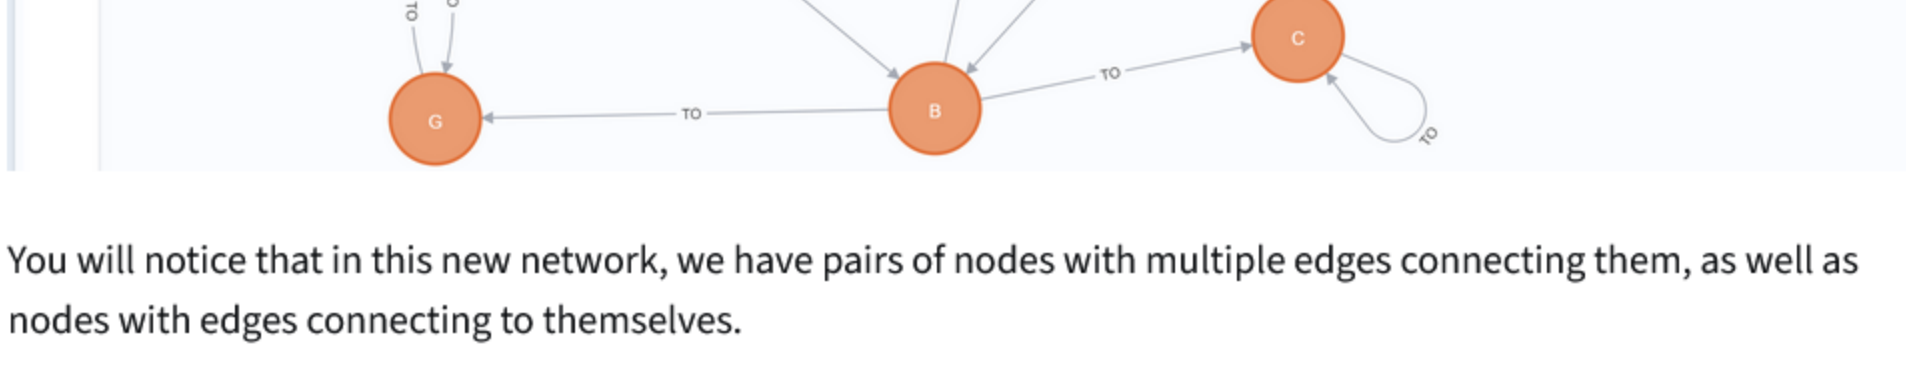 TO
C
TO
G
TO
B
TO
You will notice that in this new network, we have pairs of nodes with multiple edges connecting them, as well as
nodes with edges connecting to themselves.